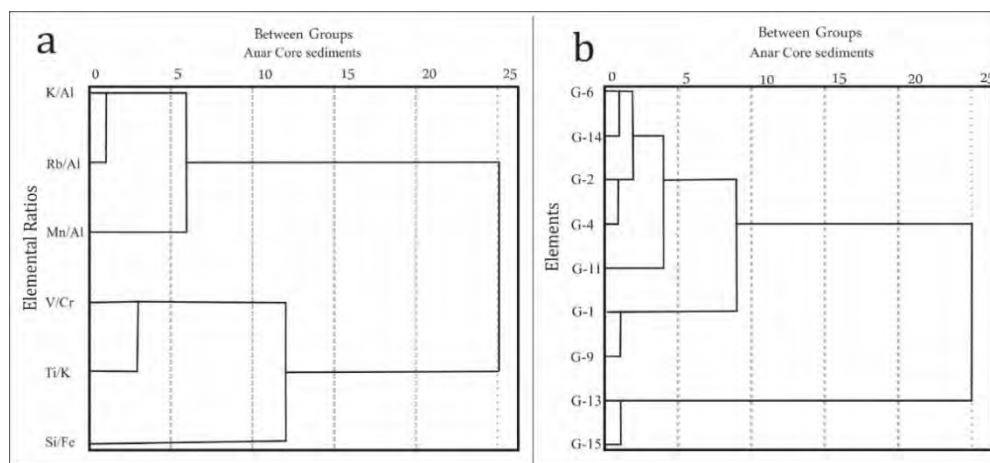 a
Between Groups
Anar Core sediments
0 5 10 15 20 25
Elemental Ratios
K/Al
Rb/Al
Mn/Al
V/Cr
Ti/K
Si/Fe
b
Between Groups
Anar Core sediments
0 5 10 15 20 25
Elements
G-6
G-14
G-2
G-4
G-11
G-1
G-9
G-13
G-15